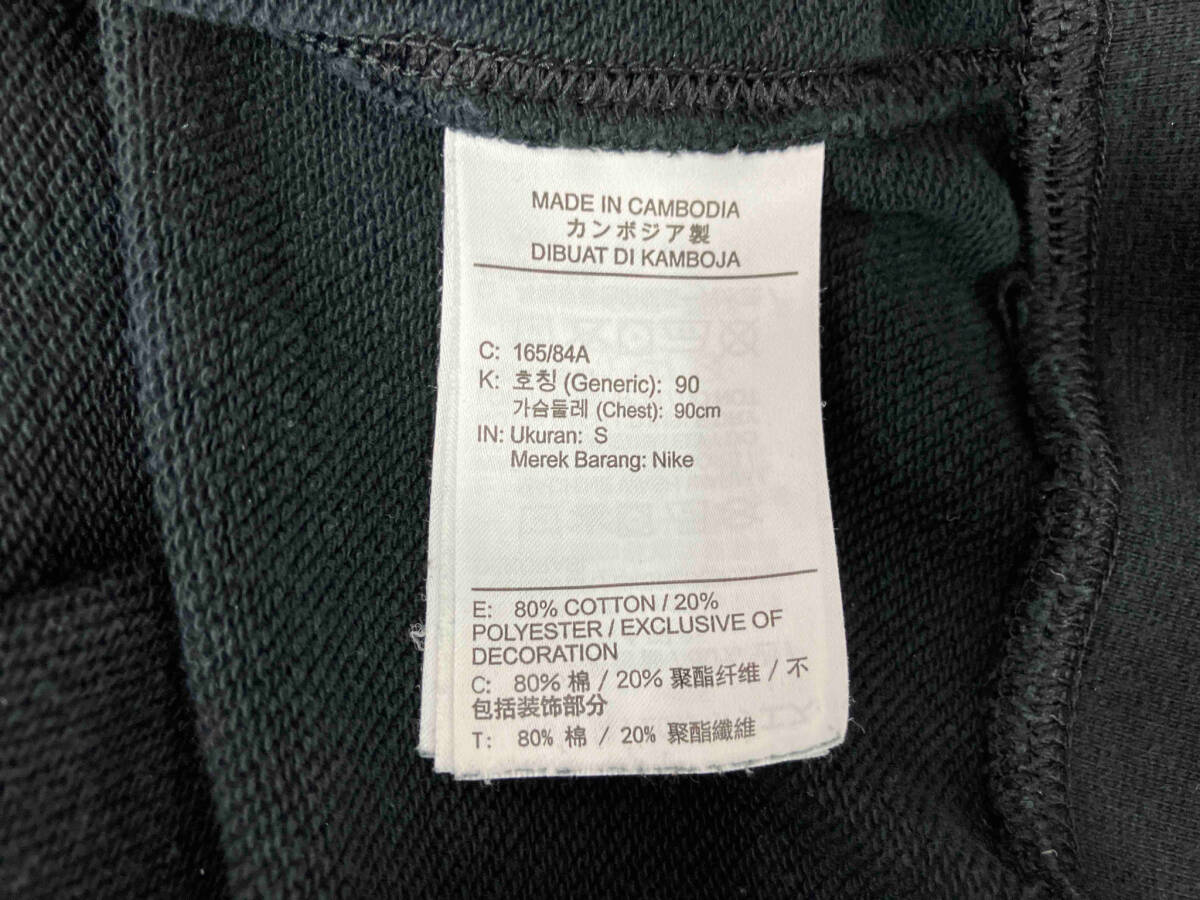 MADE IN CAMBODIA
カンボジア製
DIBUAT DI KAMBOJA
C: 165/84A
K: 호칭 (Generic): 90
가슴둘레 (Chest): 90cm
IN: Ukuran: S
Merek Barang: Nike
E: 80% COTTON / 20%
POLYESTER / EXCLUSIVE OF
DECORATION
C: 80% 棉 / 20% 聚酯纤维 / 不
包括装饰部分
T: 80% 棉 / 20% 聚酯纖維